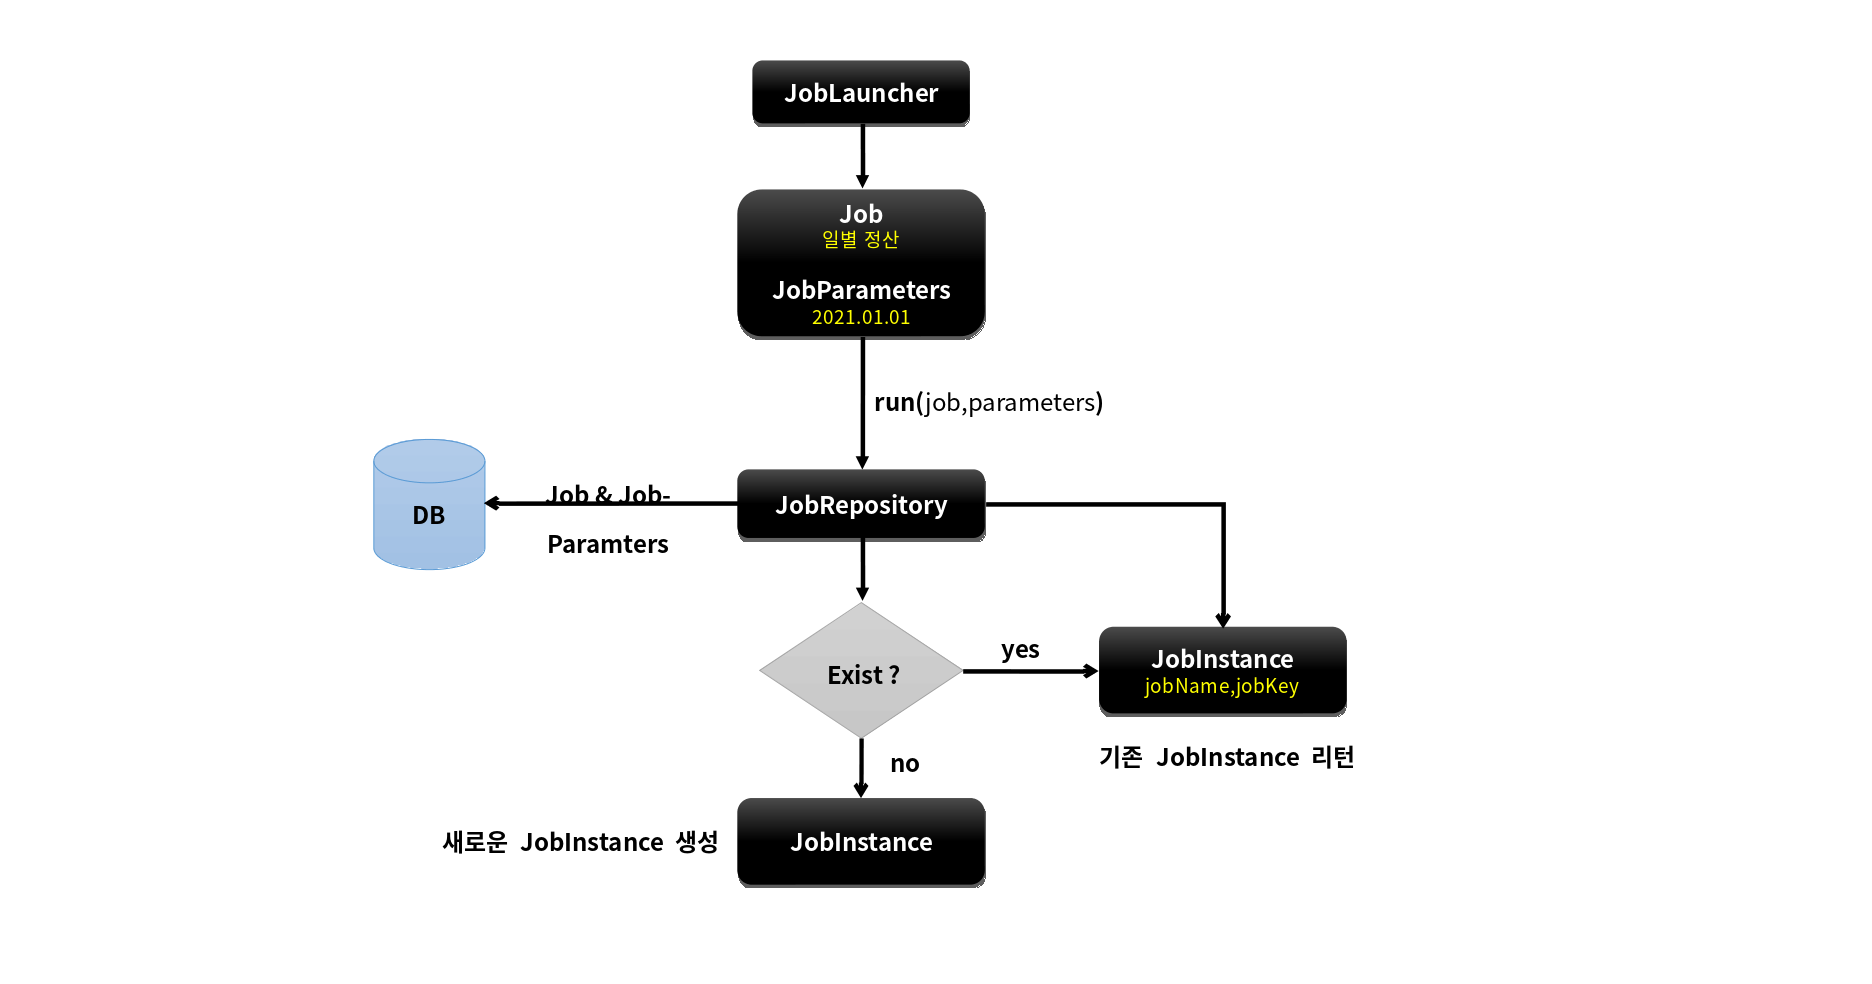 JobLauncher
Job
일별 정산
JobParameters
2021.01.01
run(job,parameters)
DB
Job & Job-
Paramters
JobRepository
Exist ?
yes
JobInstance
jobName,jobKey
기존 JobInstance 리턴
no
새로운 JobInstance 생성
JobInstance